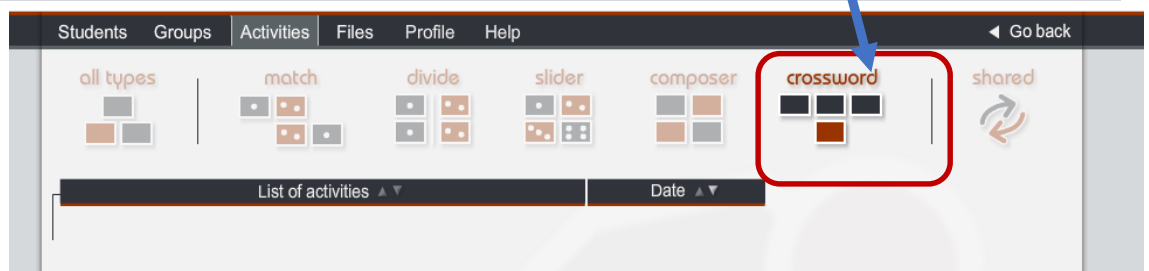 Students Groups Activities Files Profile Help Go back
all types match divide slider composer crossword shared
List of activities Date